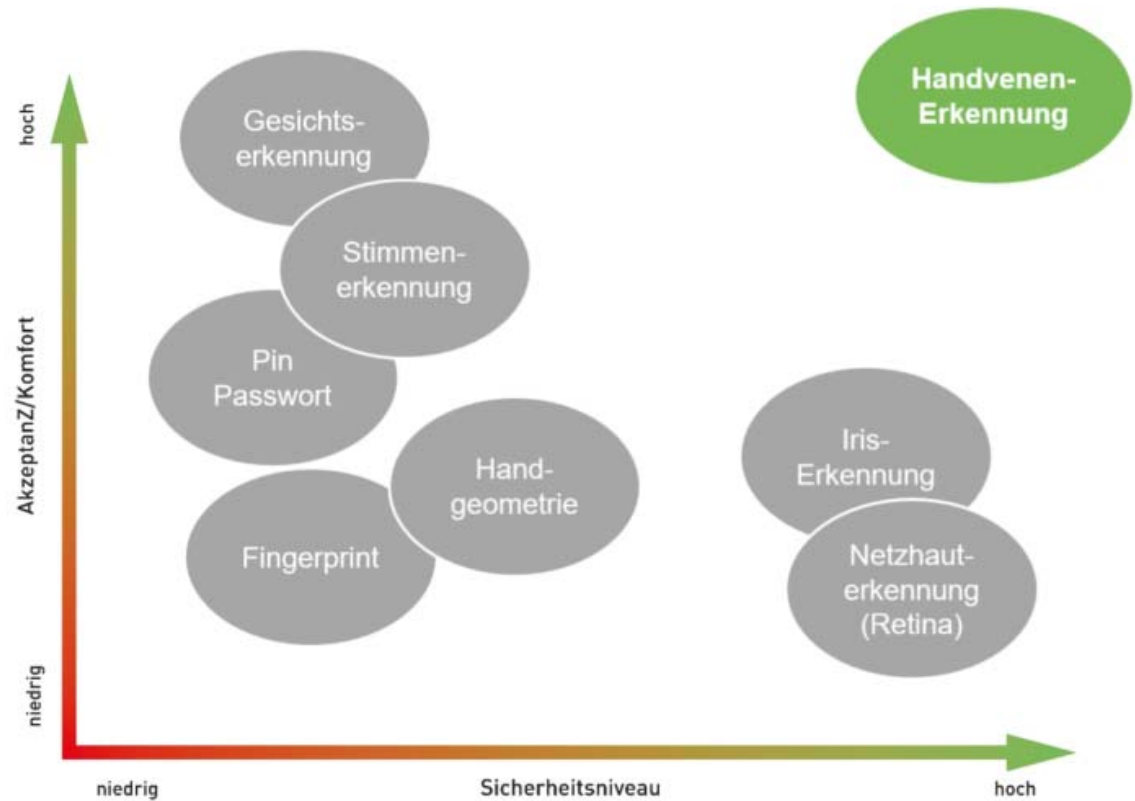 Handvenen-
Erkennung
hoch
Gesichts-
erkennung
Stimmen-
erkennung
Akzeptanz/Komfort
Pin
Passwort
Hand-
geometrie
Iris-
Erkennung
Fingerprint
Netzhaut-
erkennung
(Retina)
niedrig
niedrig
Sicherheitsniveau
hoch